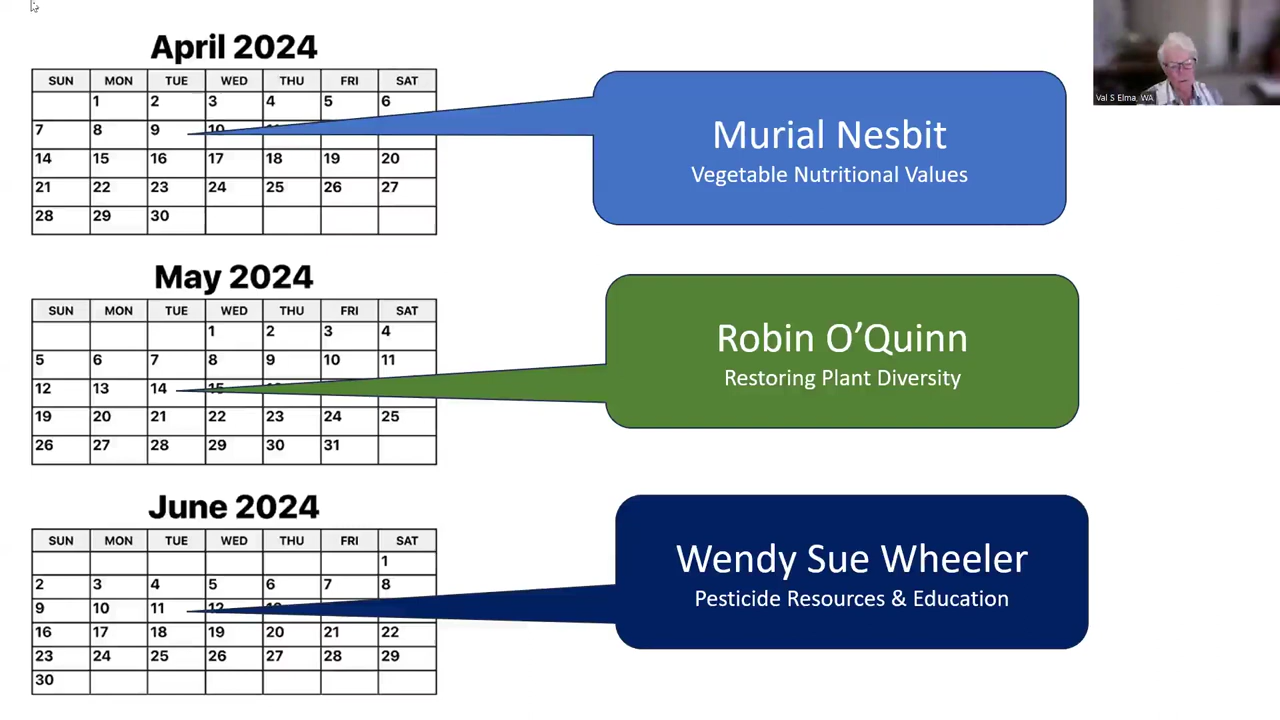 April 2024
SUN MON TUE WED THU FRI SAT
1 2 3 4 5 6
7 8 9 10
14 15 16 17 18 19 20
21 22 23 24 25 26 27
28 29 30
Murial Nesbit
Vegetable Nutritional Values
Val S Elma, WA
May 2024
SUN MON TUE WED THU FRI SAT
1 2 3 4
5 6 7 8 9 10 11
12 13 14 15
19 20 21 22 23 24 25
26 27 28 29 30 31
Robin O’Quinn
Restoring Plant Diversity
June 2024
SUN MON TUE WED THU FRI SAT
1
2 3 4 5 6 7 8
9 10 11 12
16 17 18 19 20 21 22
23 24 25 26 27 28 29
30
Wendy Sue Wheeler
Pesticide Resources & Education